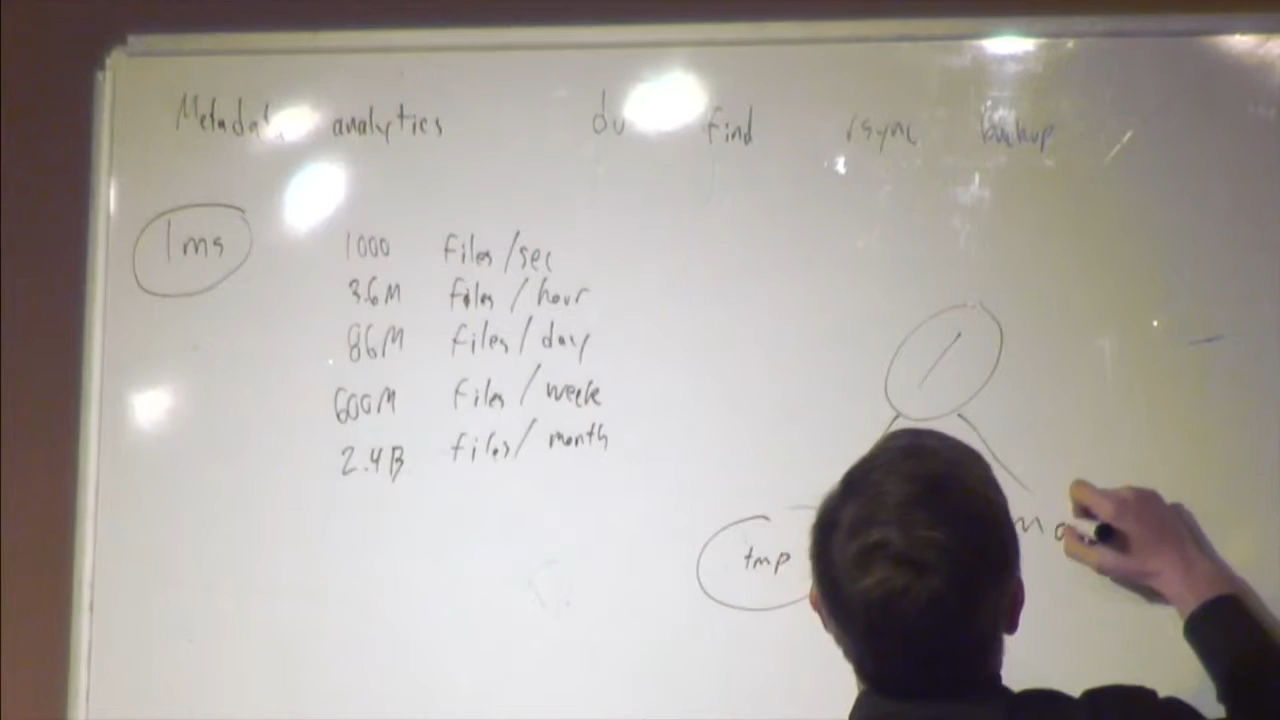 Metadata analytics du find rsync backup
1ms
1000 files/sec
3.6M files/hour
86M files/day
600M files/week
2.4B files/month
/
tmp